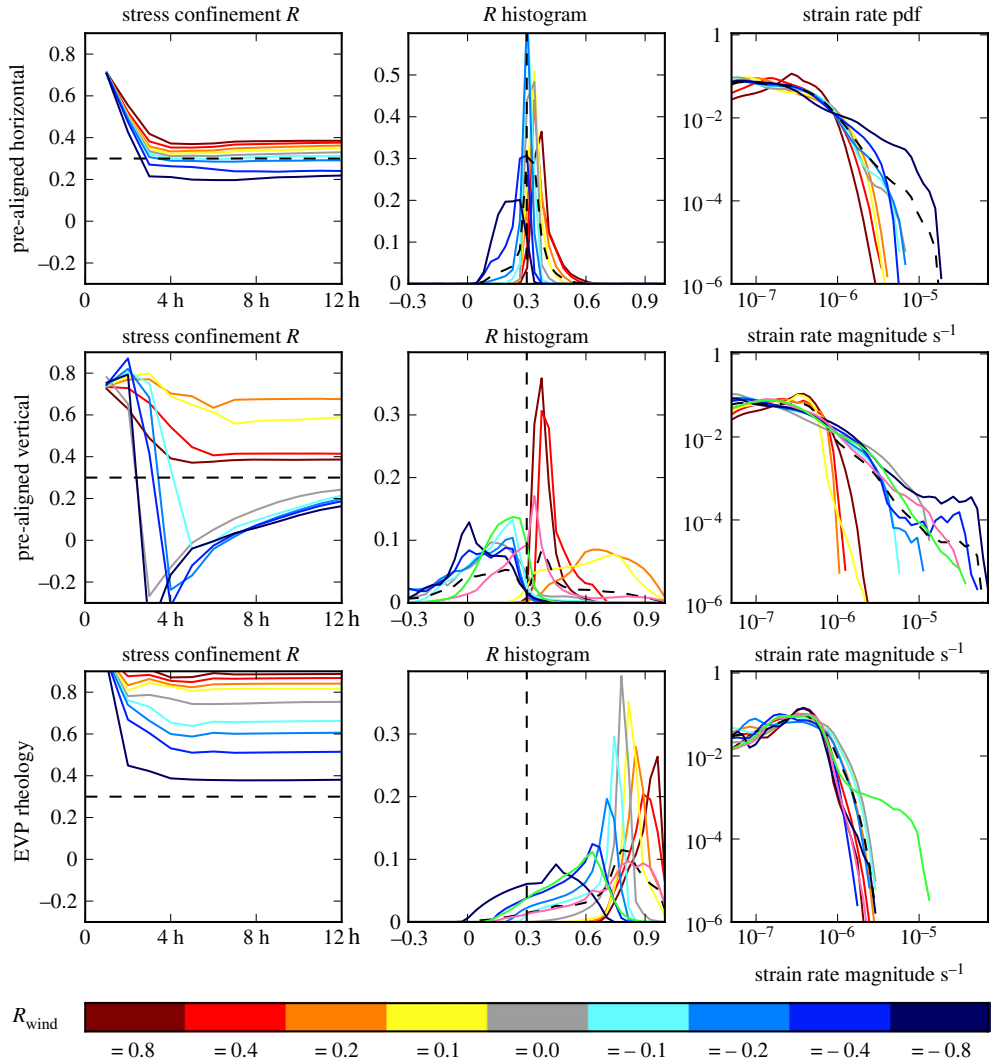 stress confinement R
R histogram
strain rate pdf
pre-aligned horizontal
0.8
0.6
0.4
0.2
0
−0.2
0
4 h
8 h
12 h
0.5
0.4
0.3
0.2
0.1
0
−0.3
0
0.3
0.6
0.9
1
10−2
10−4
10−6
10−7
10−6
10−5
stress confinement R
R histogram
strain rate magnitude s−1
pre-aligned vertical
0.8
0.6
0.4
0.2
0
−0.2
0
4 h
8 h
12 h
0.3
0.2
0.1
0
−0.3
0
0.3
0.6
0.9
1
10−2
10−4
10−6
10−7
10−6
10−5
stress confinement R
R histogram
strain rate magnitude s−1
EVP rheology
0.8
0.6
0.4
0.2
0
−0.2
0
4 h
8 h
12 h
0.3
0.2
0.1
0
−0.3
0
0.3
0.6
0.9
1
10−2
10−4
10−6
10−7
10−6
10−5
strain rate magnitude s−1
Rwind
= 0.8 = 0.4 = 0.2 = 0.1 = 0.0 = −0.1 = −0.2 = −0.4 = −0.8